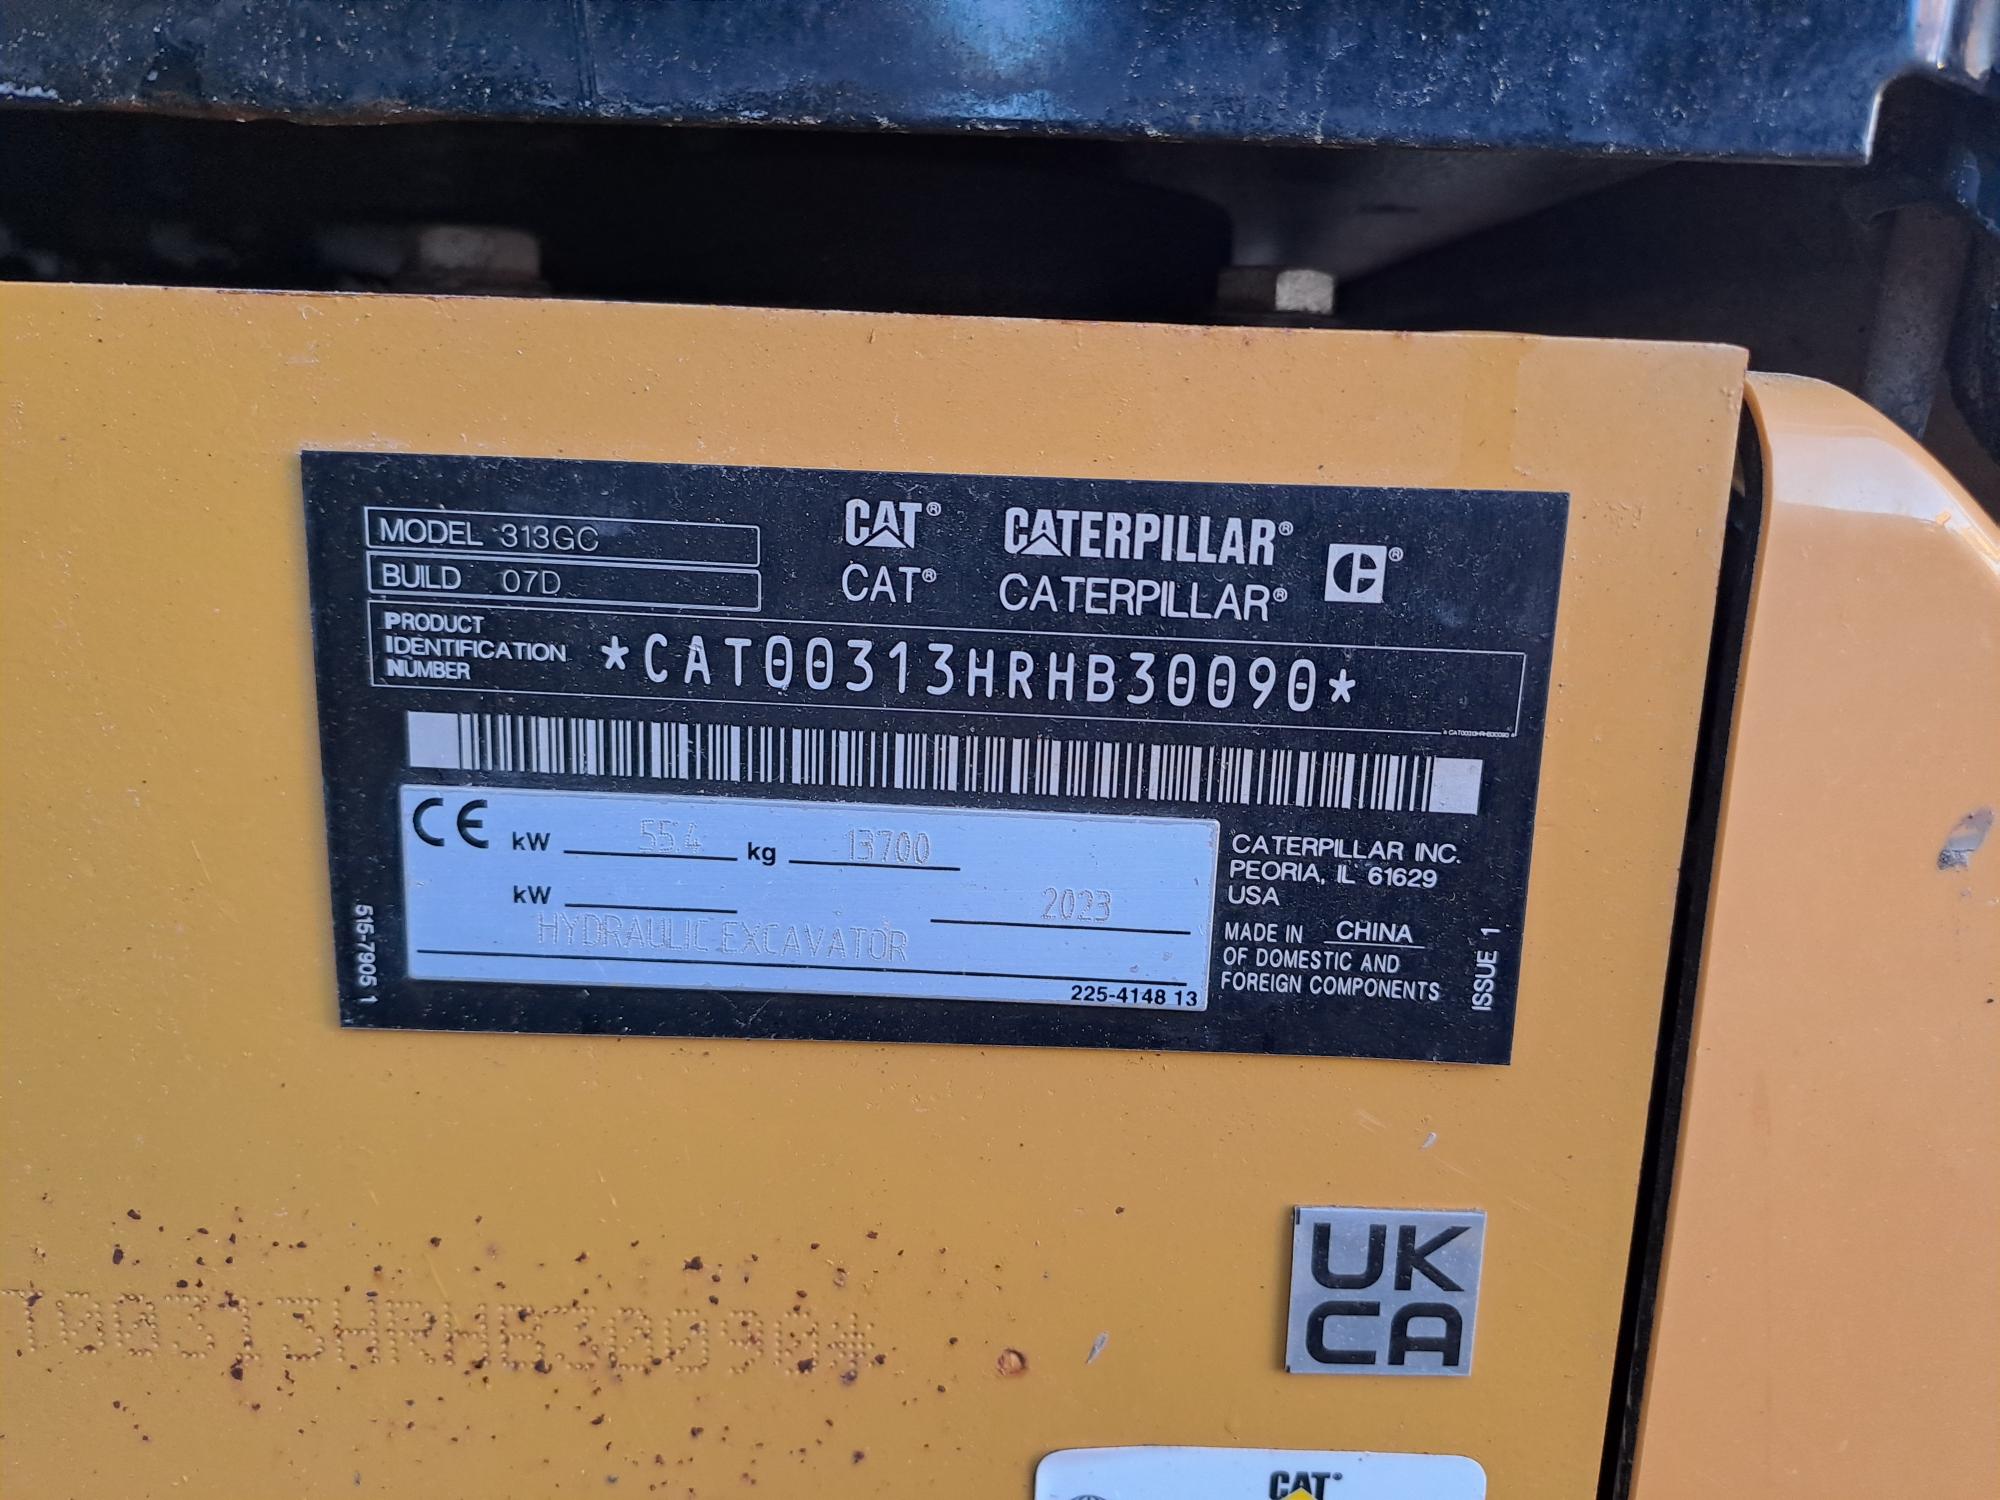 MODEL 313GC
BUILD 07D
CAT® CATERPILLAR® C®
CAT® CATERPILLAR®
PRODUCT IDENTIFICATION NUMBER
*CAT00313HRHB30090*
*CAT00313HRHB30090*
CE kW 55.4 kg 13700
kW 2023
HYDRAULIC EXCAVATOR
225-4148 13
CATERPILLAR INC.
PEORIA, IL 61629
USA
MADE IN CHINA
OF DOMESTIC AND
FOREIGN COMPONENTS
515-7905 1
ISSUE 1
T00313HRHB30090*
UK
CA
CAT®